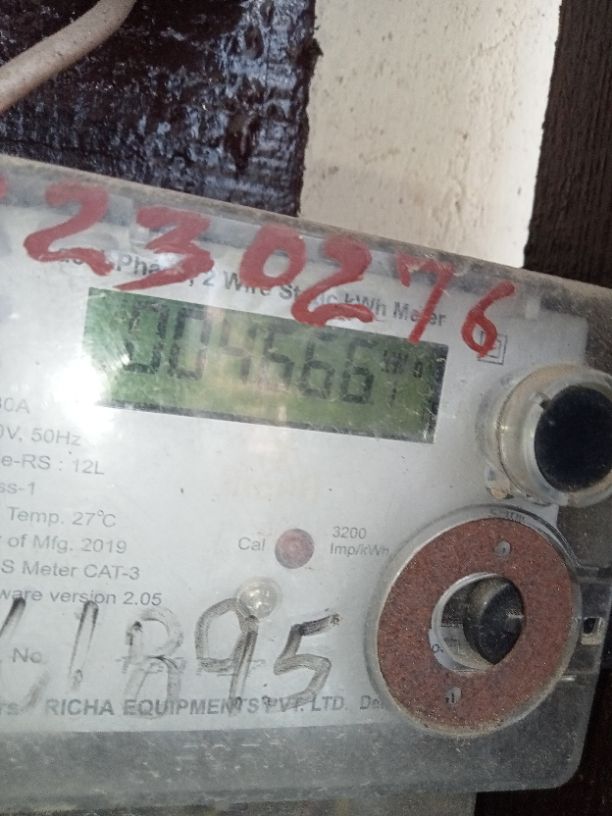 230276
Phase, 2 Wire Static kWh Meter
004566
kWh
0V, 50Hz
e-RS : 12L
ss-1
Temp. 27°C
of Mfg. 2019
Cal
3200
Imp/kWh
S Meter CAT-3
ware version 2.05
1895
No
RICHA EQUIPMENTS PVT. LTD.